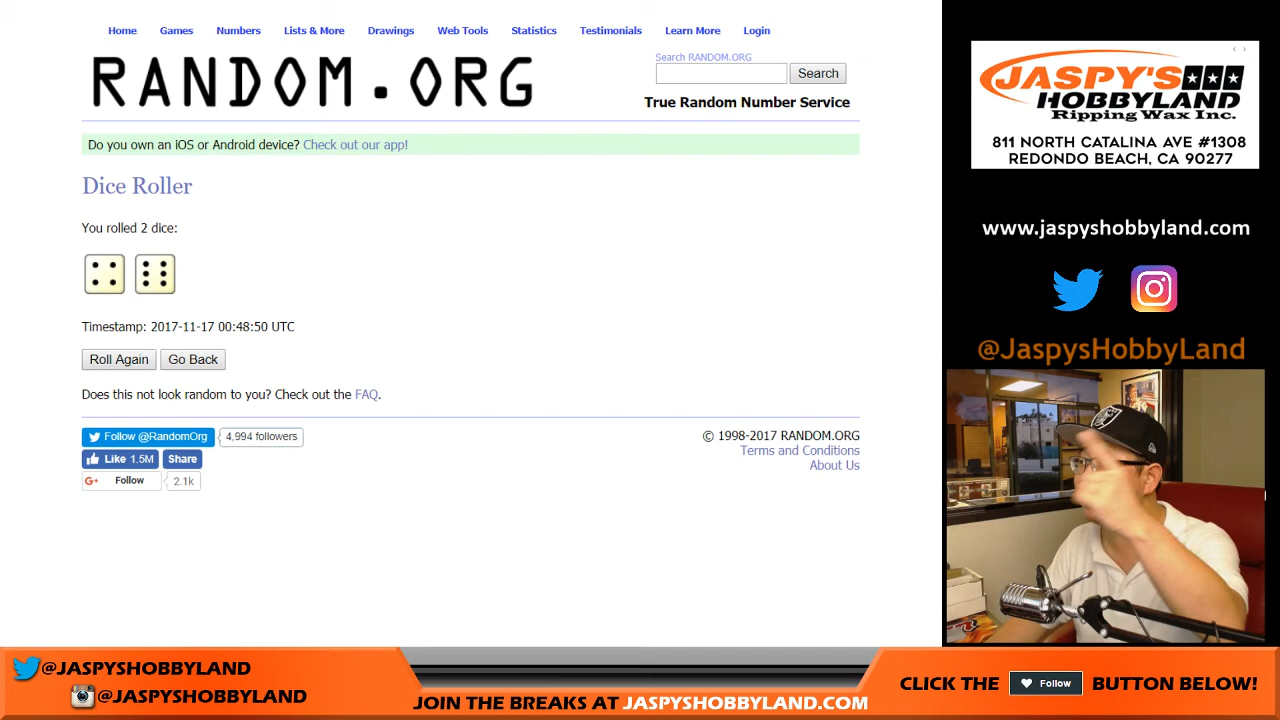 Home Games Numbers Lists & More Drawings Web Tools Statistics Testimonials Learn More Login
RANDOM.ORG
Search RANDOM.ORG
Search
True Random Number Service
Do you own an iOS or Android device? Check out our app!
Dice Roller
You rolled 2 dice:
Timestamp: 2017-11-17 00:48:50 UTC
Roll Again Go Back
Does this not look random to you? Check out the FAQ.
Follow @RandomOrg 4,994 followers
Like 1.5M Share
G+ Follow 2.1k
© 1998-2017 RANDOM.ORG
Terms and Conditions
About Us
JASPY'S
HOBBYLAND
Ripping Wax Inc.
811 NORTH CATALINA AVE #1308
REDONDO BEACH, CA 90277
www.jaspyshobbyland.com
@JaspysHobbyLand
@JASPYSHOBBYLAND
@JASPYSHOBBYLAND
JOIN THE BREAKS AT JASPYSHOBBYLAND.COM
CLICK THE Follow BUTTON BELOW!